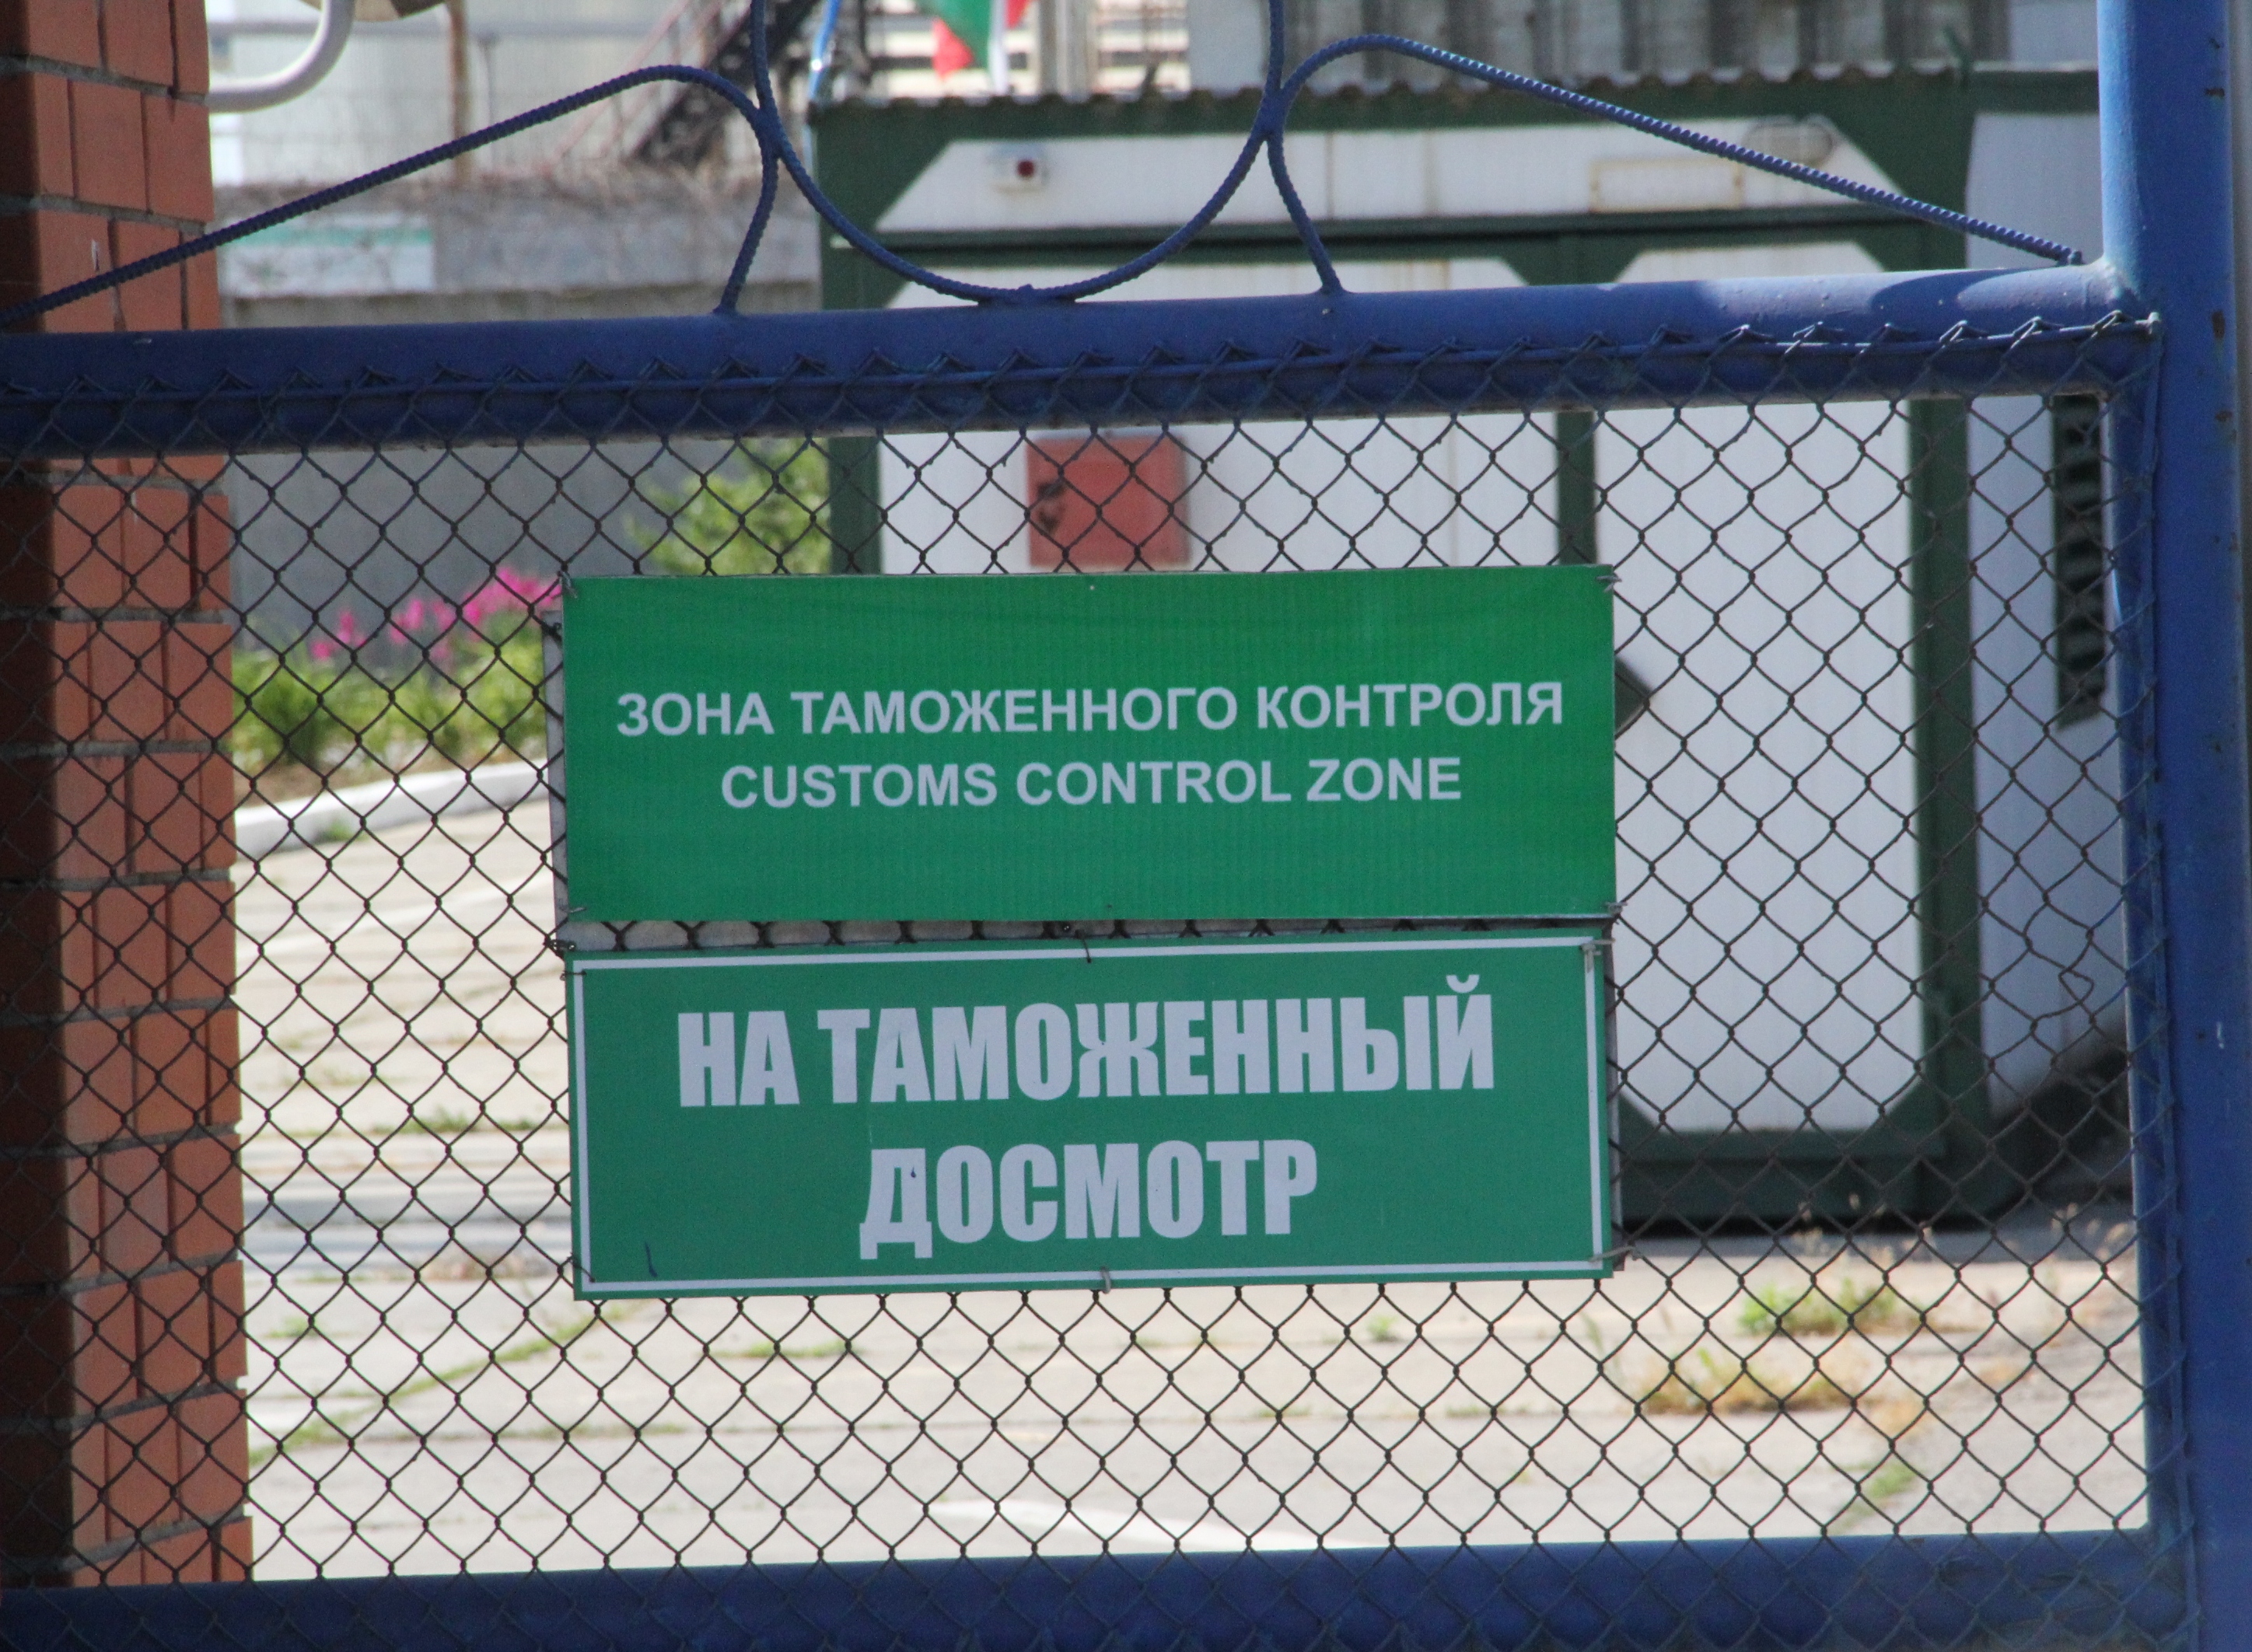 ЗОНА ТАМОЖЕННОГО КОНТРОЛЯ
CUSTOMS CONTROL ZONE
НА ТАМОЖЕННЫЙ
ДОСМОТР